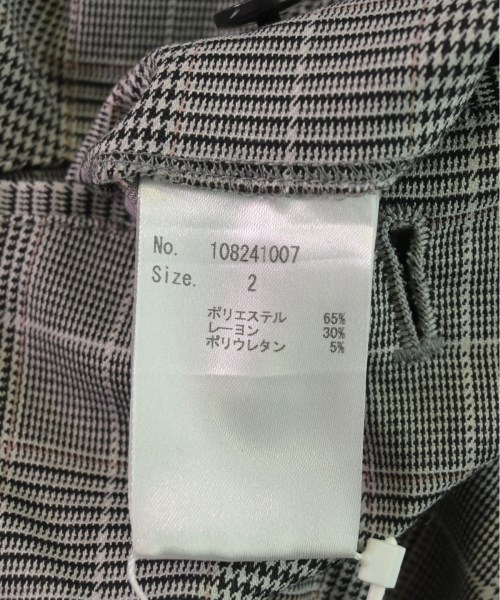 No. 108241007
Size. 2
ポリエステル 65%
レーヨン 30%
ポリウレタン 5%